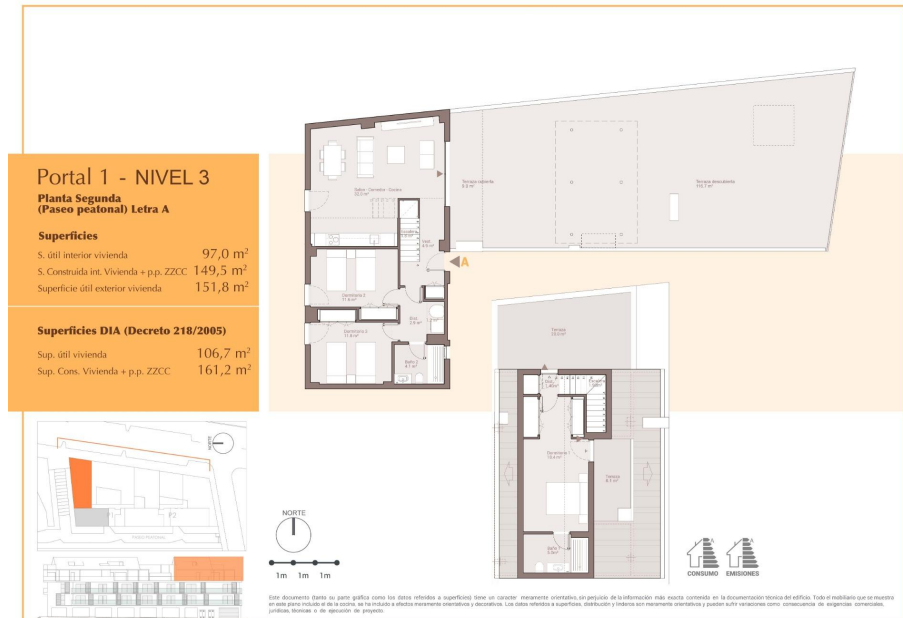 Portal 1 - NIVEL 3
Planta Segunda
(Paseo peatonal) Letra A
Superficies
S. útil interior vivienda 97,0 m²
S. Construida int. Vivienda + p.p. ZZCC 149,5 m²
Superficie útil exterior vivienda 151,8 m²
Superficies DIA (Decreto 218/2005)
Sup. útil vivienda 106,7 m²
Sup. Cons. Vivienda + p.p. ZZCC 161,2 m²
Salón - Comedor - Cocina
Terraza cubierta
Terraza descubierta
A
Dormitorio 2
Dormitorio 3
Baño 2
Terraza
Dormitorio 1
Terraza
Baño 1
NORTE
P2
NORTE
1m 1m 1m
CONSUMO EMISIONES
Este documento (tanto su parte gráfica como los datos referidos a superficies) tiene un caracter meramente orientativo, sin perjuicio de la información más exacta contenida en la documentación técnica del edificio. Todo el mobiliario que se muestra
en este plano incluido el de la cocina, se ha incluido a efectos meramente orientativos y decorativos. Los datos referidos a superficies, distribución y linderos son meramente orientativos y pueden sufrir variaciones como consecuencia de exigencias comerciales,
jurídicas, técnicas o de ejecución de proyecto.